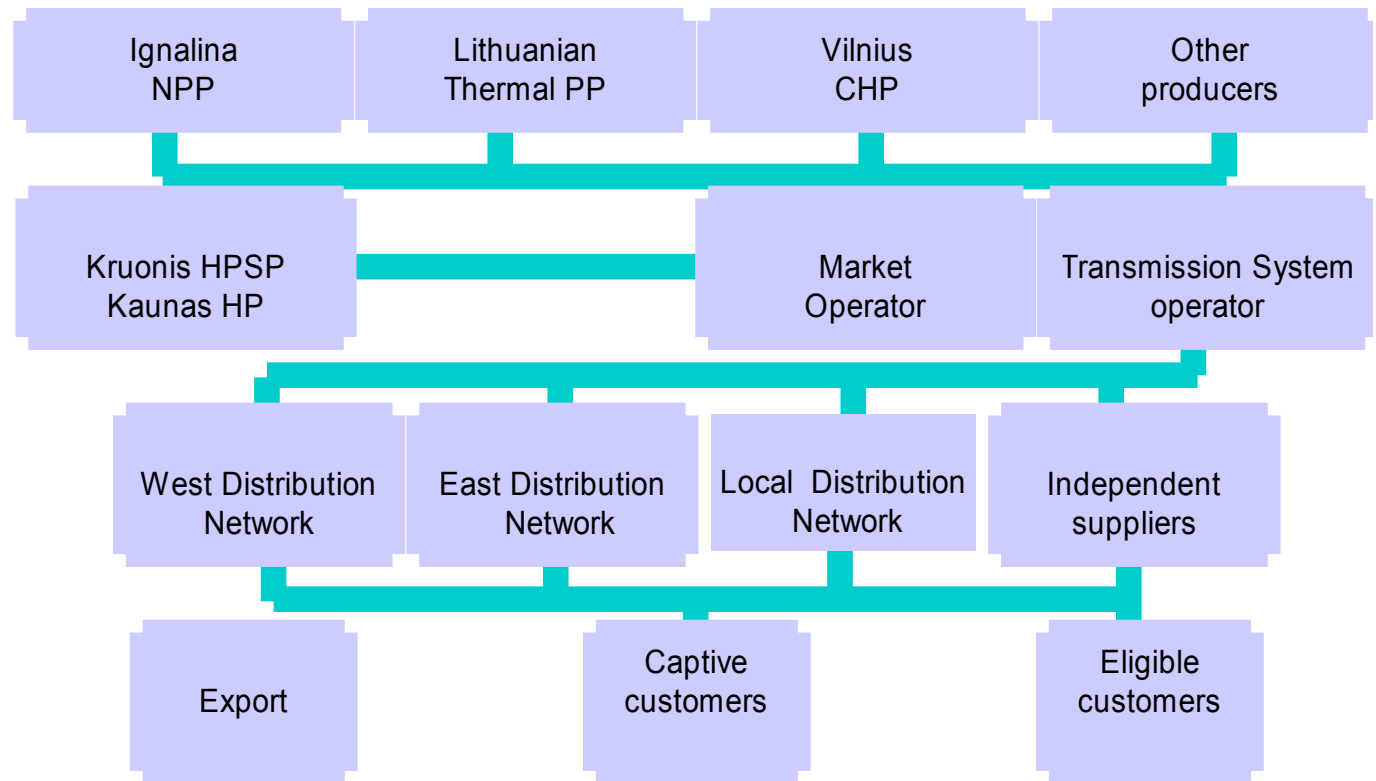 Ignalina
NPP
Lithuanian
Thermal PP
Vilnius
CHP
Other
producers
Kruonis HPSP
Kaunas HP
Market
Operator
Transmission System
operator
West Distribution
Network
East Distribution
Network
Local Distribution
Network
Independent
suppliers
Export
Captive
customers
Eligible
customers